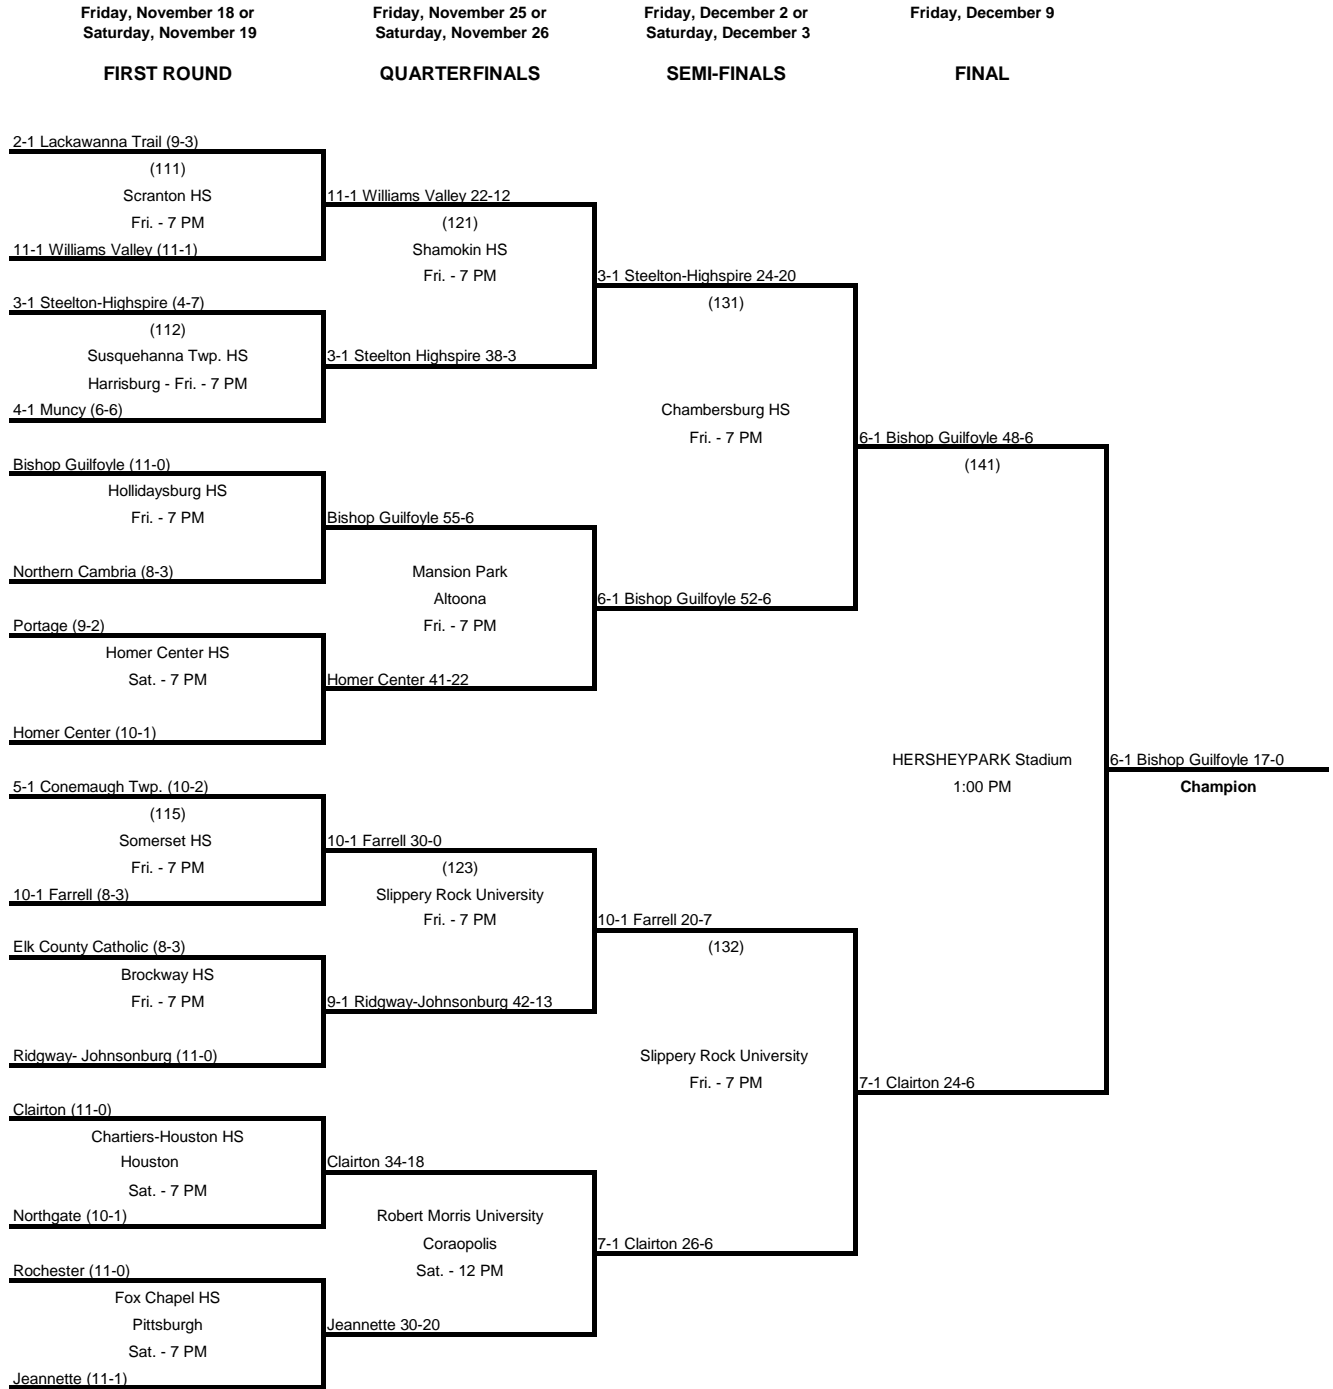 Friday, November 18 or
Saturday, November 19
FIRST ROUND
Friday, November 25 or
Saturday, November 26
QUARTERFINALS
Friday, December 2 or
Saturday, December 3
SEMI-FINALS
Friday, December 9
FINAL
2-1 Lackawanna Trail (9-3)
(111)
Scranton HS
Fri. - 7 PM
11-1 Williams Valley (11-1)
3-1 Steelton-Highspire (4-7)
(112)
Susquehanna Twp. HS
Harrisburg - Fri. - 7 PM
4-1 Muncy (6-6)
Bishop Guilfoyle (11-0)
Hollidaysburg HS
Fri. - 7 PM
Northern Cambria (8-3)
Portage (9-2)
Homer Center HS
Sat. - 7 PM
Homer Center (10-1)
5-1 Conemaugh Twp. (10-2)
(115)
Somerset HS
Fri. - 7 PM
10-1 Farrell (8-3)
Elk County Catholic (8-3)
Brockway HS
Fri. - 7 PM
Ridgway- Johnsonburg (11-0)
Clairton (11-0)
Chartiers-Houston HS
Houston
Sat. - 7 PM
Northgate (10-1)
Rochester (11-0)
Fox Chapel HS
Pittsburgh
Sat. - 7 PM
Jeannette (11-1)
11-1 Williams Valley 22-12
(121)
Shamokin HS
Fri. - 7 PM
3-1 Steelton Highspire 38-3
Bishop Guilfoyle 55-6
Mansion Park
Altoona
Fri. - 7 PM
Homer Center 41-22
10-1 Farrell 30-0
(123)
Slippery Rock University
Fri. - 7 PM
9-1 Ridgway-Johnsonburg 42-13
Clairton 34-18
Robert Morris University
Coraopolis
Sat. - 12 PM
Jeannette 30-20
3-1 Steelton-Highspire 24-20
(131)
Chambersburg HS
Fri. - 7 PM
6-1 Bishop Guilfoyle 52-6
10-1 Farrell 20-7
(132)
Slippery Rock University
Fri. - 7 PM
7-1 Clairton 26-6
6-1 Bishop Guilfoyle 48-6
(141)
HERSHEYPARK Stadium
1:00 PM
7-1 Clairton 24-6
6-1 Bishop Guilfoyle 17-0
Champion